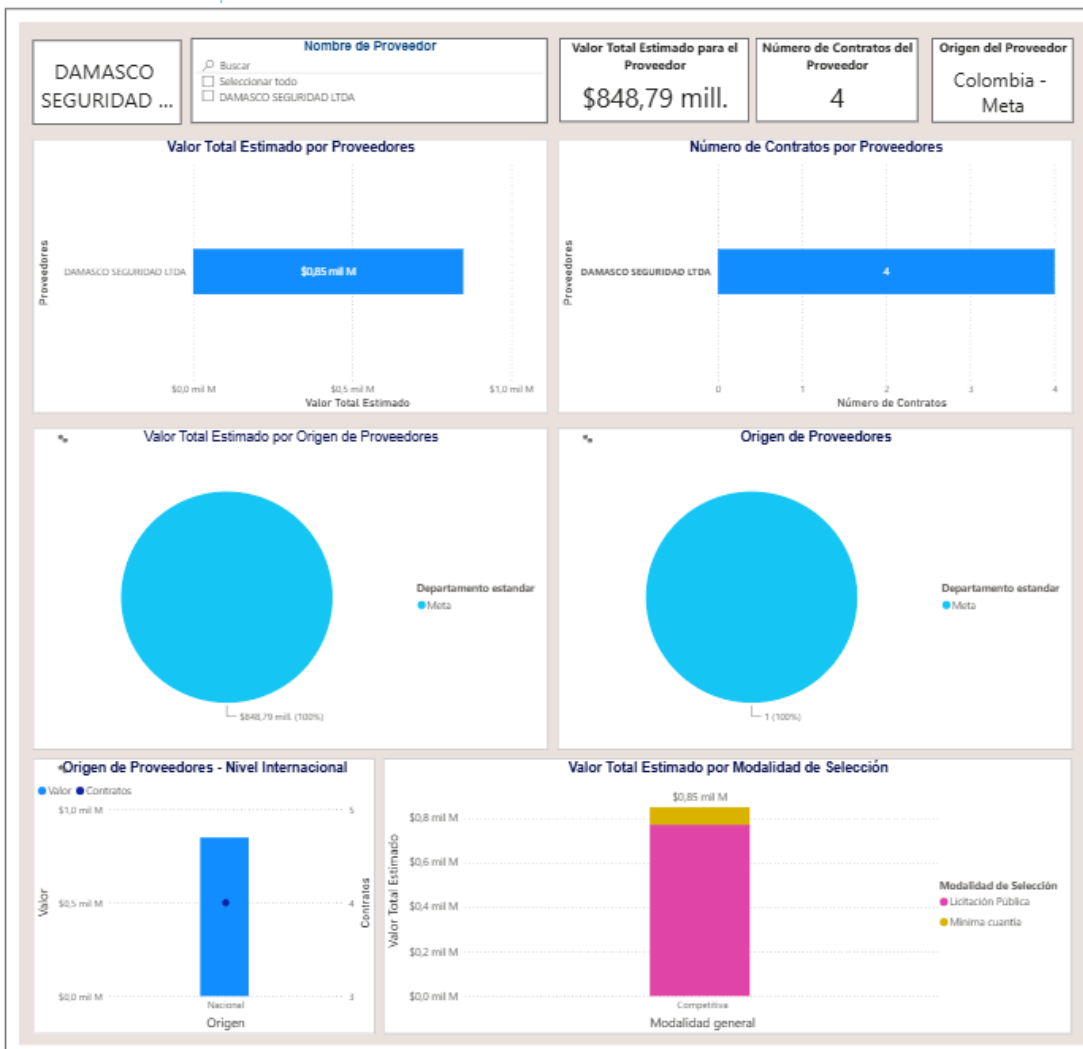 DAMASCO
SEGURIDAD ...
Nombre de Proveedor
Buscar
Seleccionar todo
DAMASCO SEGURIDAD LTDA
Valor Total Estimado para el
Proveedor
$848,79 mill.
Número de Contratos del
Proveedor
4
Origen del Proveedor
Colombia -
Meta
Valor Total Estimado por Proveedores
Proveedores
DAMASCO SEGURIDAD LTDA
$0,85 mil M
$0,0 mil M
$0,5 mil M
$1,0 mil M
Valor Total Estimado
Número de Contratos por Proveedores
Proveedores
DAMASCO SEGURIDAD LTDA
4
0
1
2
3
4
Número de Contratos
Valor Total Estimado por Origen de Proveedores
Departamento estandar
Meta
$848,79 mill. (100%)
Origen de Proveedores
Departamento estandar
Meta
1 (100%)
Origen de Proveedores - Nivel Internacional
Valor
Contratos
$1,0 mil M
$0,5 mil M
$0,0 mil M
Valor
5
4
3
Contratos
Nacional
Origen
Valor Total Estimado por Modalidad de Selección
$0,85 mil M
Valor Total Estimado
$0,8 mil M
$0,6 mil M
$0,4 mil M
$0,2 mil M
$0,0 mil M
Competitiva
Modalidad general
Modalidad de Selección
Licitación Pública
Mínima cuantía